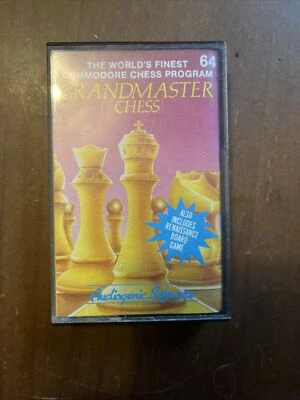 THE WORLD'S FINEST 64
COMMODORE CHESS PROGRAM
GRANDMASTER
CHESS
ALSO
INCLUDES
RENAISSANCE
BOARD
GAME
Audiogenic Software